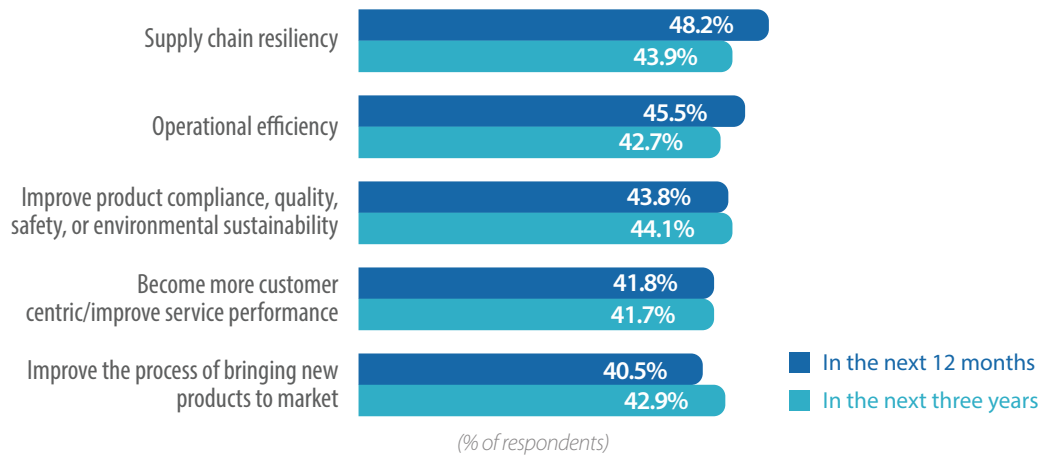 Supply chain resiliency
48.2%
43.9%
Operational efficiency
45.5%
42.7%
Improve product compliance, quality,
safety, or environmental sustainability
43.8%
44.1%
Become more customer
centric/improve service performance
41.8%
41.7%
Improve the process of bringing new
products to market
40.5%
42.9%
In the next 12 months
In the next three years
(% of respondents)